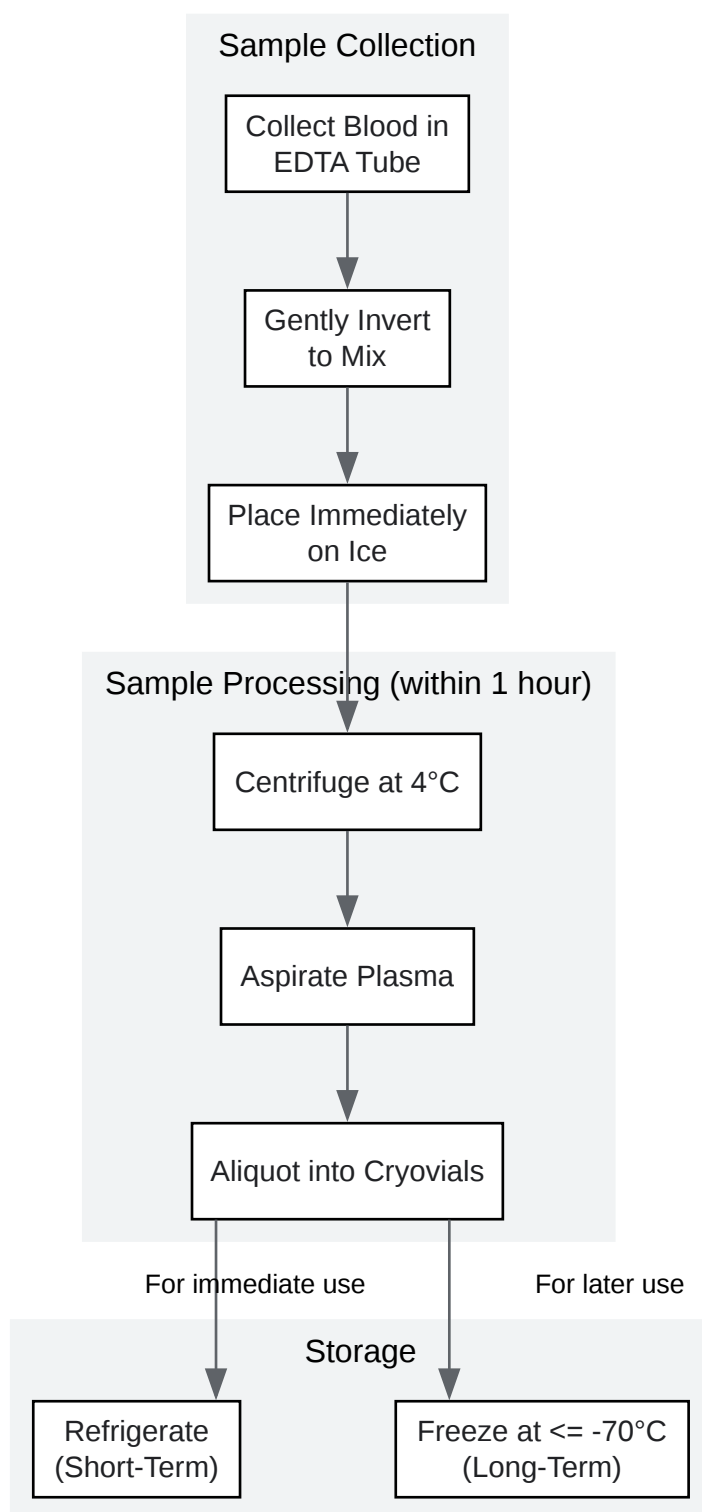 Sample Collection
Collect Blood in
EDTA Tube
Gently Invert
to Mix
Place Immediately
on Ice
Sample Processing (within 1 hour)
Centrifuge at 4°C
Aspirate Plasma
Aliquot into Cryovials
For immediate use
For later use
Storage
Refrigerate
(Short-Term)
Freeze at <= -70°C
(Long-Term)